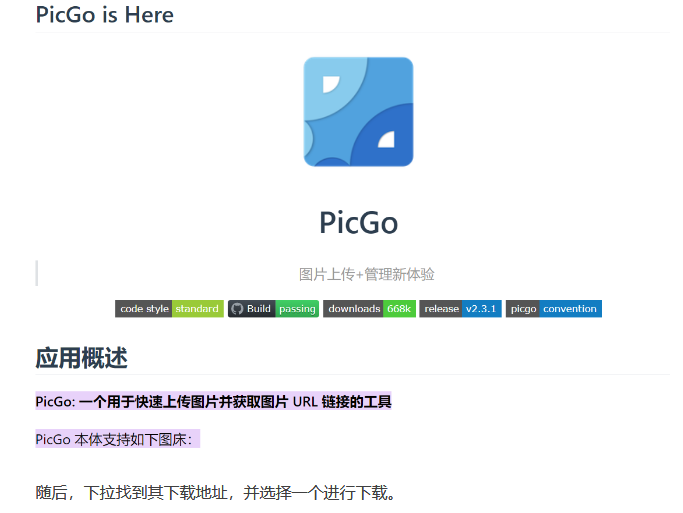 PicGo is Here
PicGo
图片上传+管理新体验
code style standard Build passing downloads 668k release v2.3.1 picgo convention
应用概述
PicGo: 一个用于快速上传图片并获取图片 URL 链接的工具
PicGo 本体支持如下图床：
随后，下拉找到其下载地址，并选择一个进行下载。